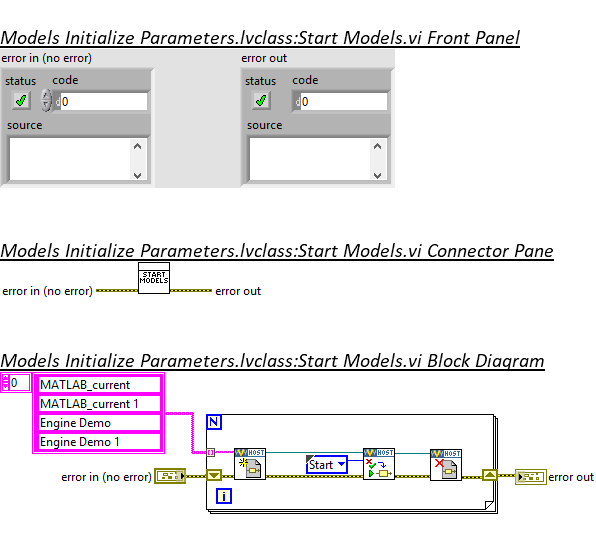 Models Initialize Parameters.lvclass:Start Models.vi Front Panel
error in (no error) error out
status code status code
0 0
source source
Models Initialize Parameters.lvclass:Start Models.vi Connector Pane
START
MODELS
error in (no error) error out
Models Initialize Parameters.lvclass:Start Models.vi Block Diagram
0 MATLAB_current
MATLAB_current 1
Engine Demo
Engine Demo 1
N
HOST HOST HOST
Start
error in (no error) error out
i